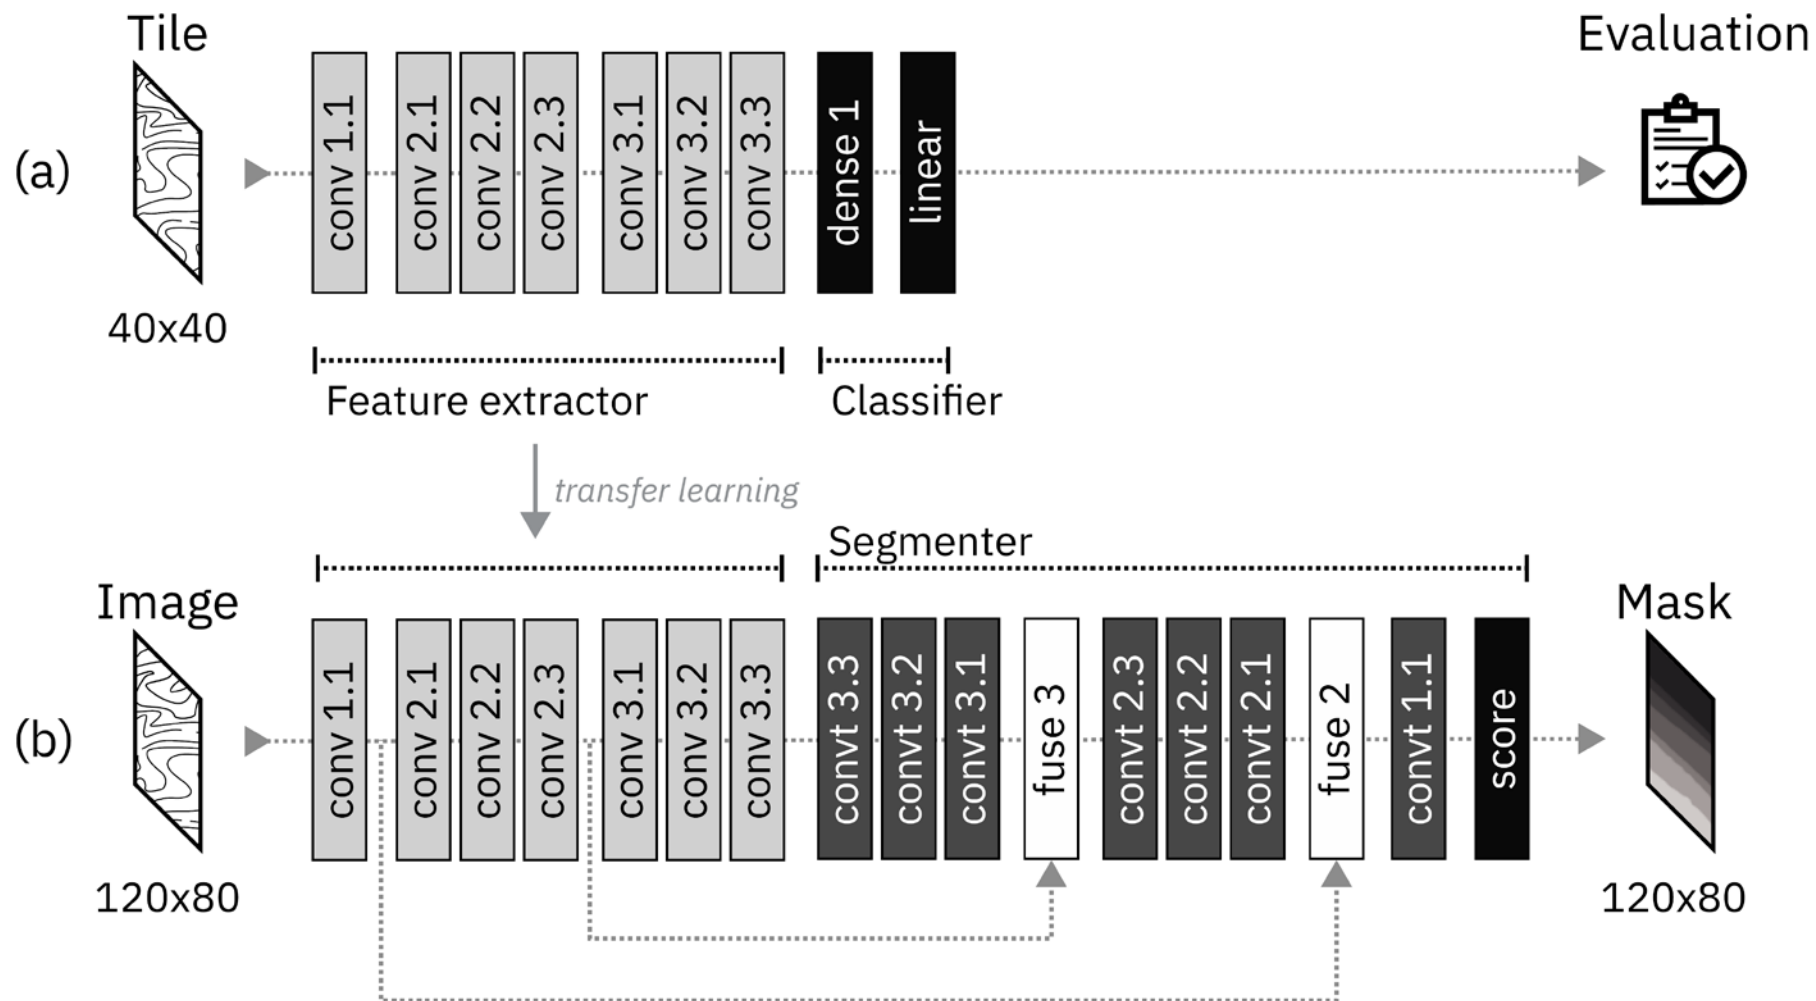 Tile
Evaluation
(a)
conv 1.1
conv 2.1
conv 2.2
conv 2.3
conv 3.1
conv 3.2
conv 3.3
dense 1
linear
40x40
Feature extractor
Classifier
transfer learning
Segmenter
Image
Mask
(b)
conv 1.1
conv 2.1
conv 2.2
conv 2.3
conv 3.1
conv 3.2
conv 3.3
convt 3.3
convt 3.2
convt 3.1
fuse 3
convt 2.3
convt 2.2
convt 2.1
fuse 2
convt 1.1
score
120x80
120x80